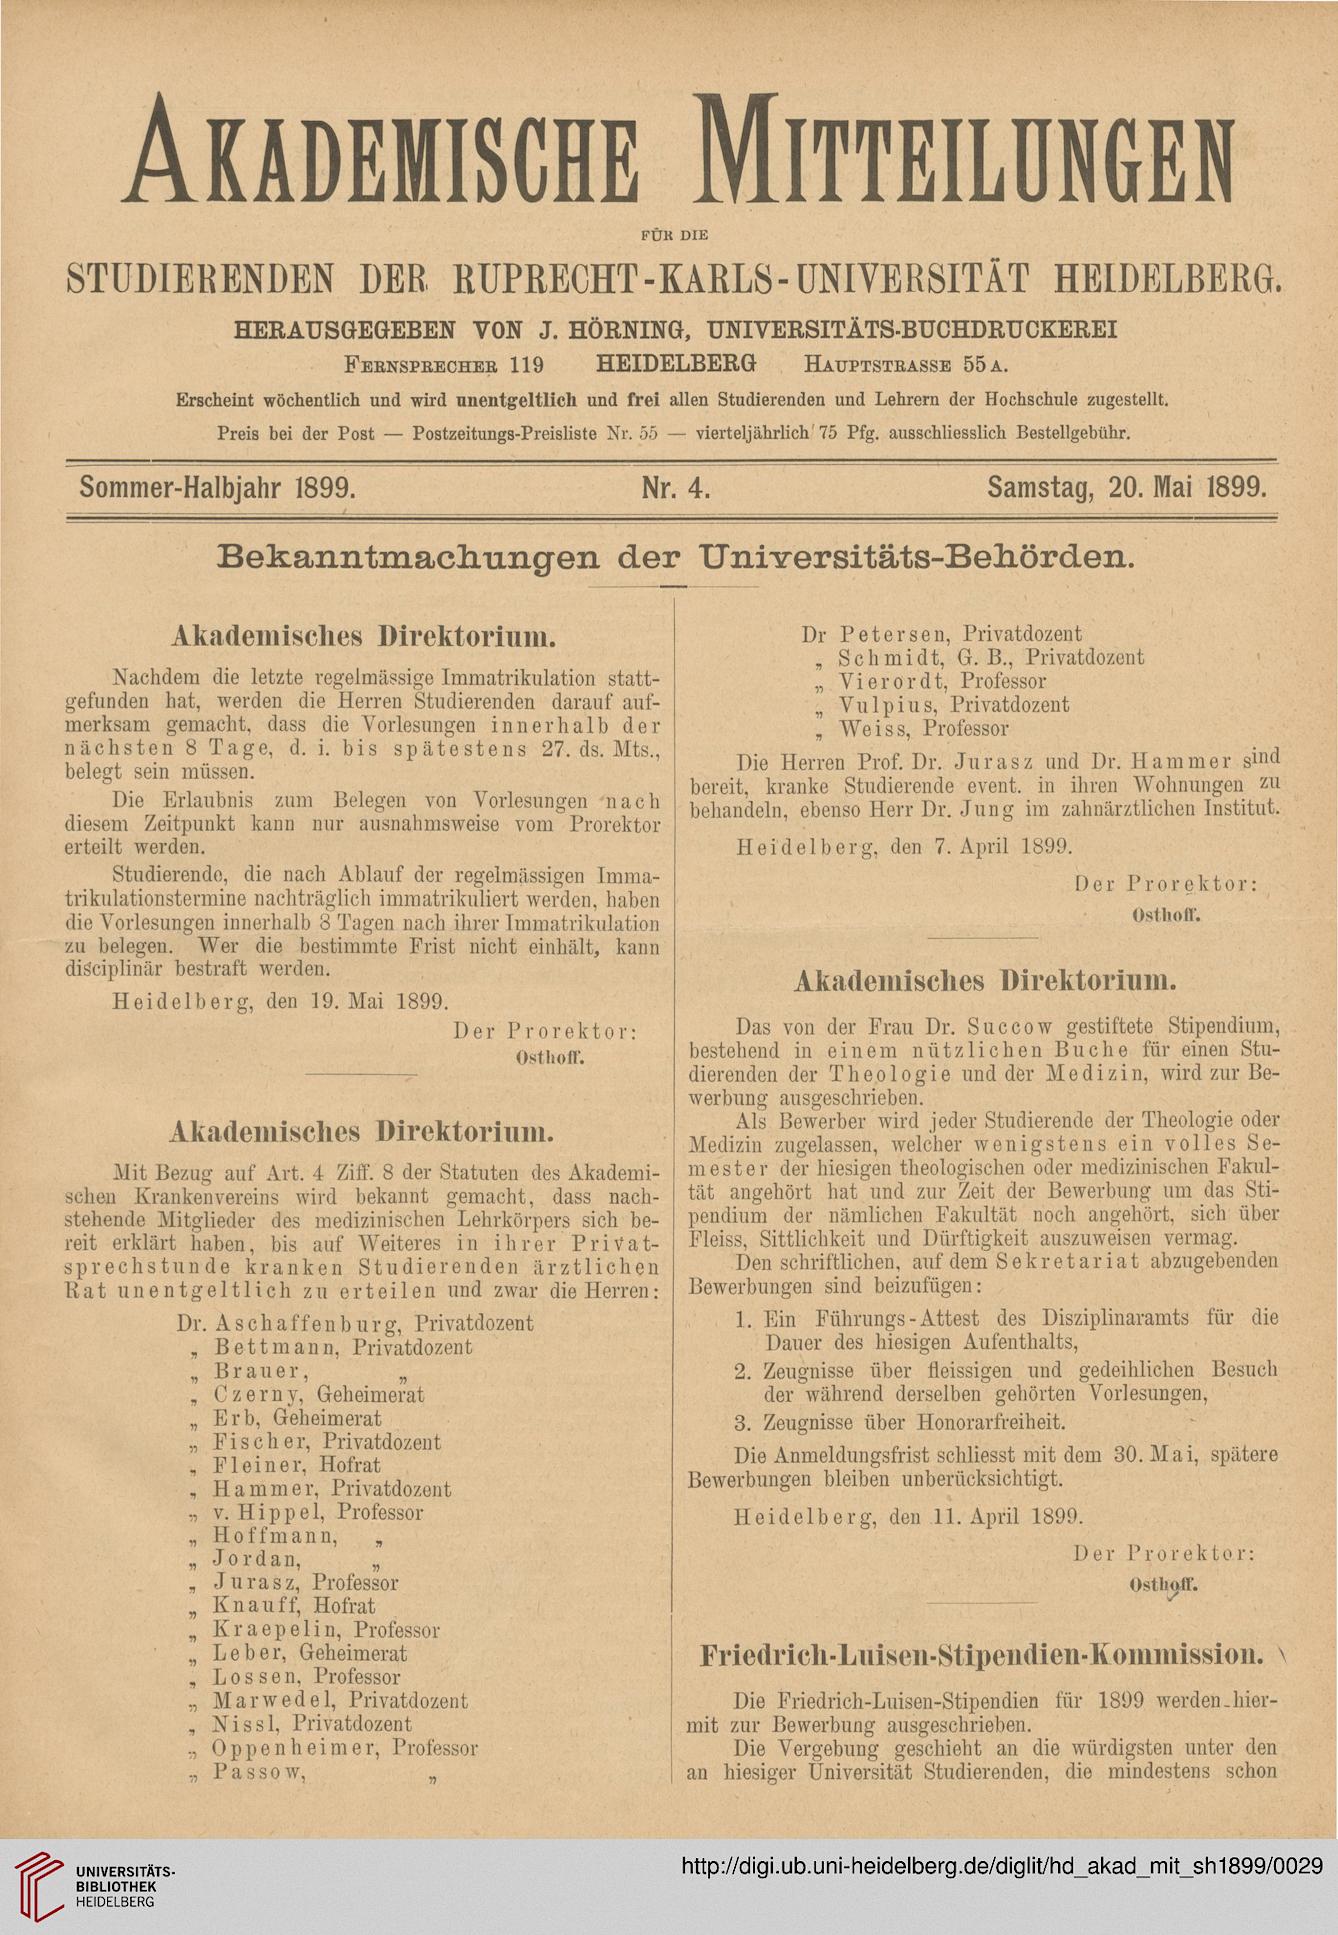 AKADEMISCHE MITTEILUNGEN
FÜR DIE
STUDIERENDEN DER RUPRECHT-KARLS-UNIVERSITÄT HEIDELBERG.
HERAUSGEGEBEN VON J. HÖRNING, UNIVERSITÄTS-BUCHDRUCKEREI
FERNSPRECHER 119 HEIDELBERG HAUPTSTRASSE 55 A.
Erscheint wöchentlich und wird unentgeltlich und frei allen Studierenden und Lehrern der Hochschule zugestellt.
Preis bei der Post — Postzeitungs-Preisliste Nr. 55 — vierteljährlich 75 Pfg. ausschliesslich Bestellgebühr.
Sommer-Halbjahr 1899. Nr. 4. Samstag, 20. Mai 1899.
Bekanntmachungen der Universitäts-Behörden.
Akademisches Direktorium.
Nachdem die letzte regelmässige Immatrikulation statt-
gefunden hat, werden die Herren Studierenden darauf auf-
merksam gemacht, dass die Vorlesungen innerhalb der
nächsten 8 Tage, d. i. bis spätestens 27. ds. Mts.,
belegt sein müssen.
Die Erlaubnis zum Belegen von Vorlesungen nach
diesem Zeitpunkt kann nur ausnahmsweise vom Prorektor
erteilt werden.
Studierende, die nach Ablauf der regelmässigen Imma-
trikulationstermine nachträglich immatrikuliert werden, haben
die Vorlesungen innerhalb 8 Tagen nach ihrer Immatrikulation
zu belegen. Wer die bestimmte Frist nicht einhält, kann
disciplinär bestraft werden.
Heidelberg, den 19. Mai 1899.
Der Prorektor:
Osthoff.
Akademisches Direktorium.
Mit Bezug auf Art. 4 Ziff. 8 der Statuten des Akademi-
schen Krankenvereins wird bekannt gemacht, dass nach-
stehende Mitglieder des medizinischen Lehrkörpers sich be-
reit erklärt haben, bis auf Weiteres in ihrer Privat-
sprechstunde kranken Studierenden ärztlichen
Rat unentgeltlich zu erteilen und zwar die Herren:
Dr. Aschaffenburg, Privatdozent
„ Bettmann, Privatdozent
„ Brauer, „
„ Czerny, Geheimerat
„ Erb, Geheimerat
„ Fischer, Privatdozent
„ Fleiner, Hofrat
„ Hammer, Privatdozent
„ v. Hippel, Professor
„ Hoffmann, „
„ Jordan, „
„ Jurasz, Professor
„ Knauff, Hofrat
„ Kraepelin, Professor
„ Leber, Geheimerat
„ Lossen, Professor
„ Marwedel, Privatdozent
„ Nissl, Privatdozent
„ Oppenheimer, Professor
„ Passow, „
Dr Petersen, Privatdozent
„ Schmidt, G. B., Privatdozent
„ Vierordt, Professor
„ Vulpius, Privatdozent
„ Weiss, Professor
Die Herren Prof. Dr. Jurasz und Dr. Hammer sind
bereit, kranke Studierende event. in ihren Wohnungen zu
behandeln, ebenso Herr Dr. Jung im zahnärztlichen Institut.
Heidelberg, den 7. April 1899.
Der Prorektor:
Osthoff.
Akademisches Direktorium.
Das von der Frau Dr. Succow gestiftete Stipendium,
bestehend in einem nützlichen Buche für einen Stu-
dierenden der Theologie und der Medizin, wird zur Be-
werbung ausgeschrieben.
Als Bewerber wird jeder Studierende der Theologie oder
Medizin zugelassen, welcher wenigstens ein volles Se-
mester der hiesigen theologischen oder medizinischen Fakul-
tät angehört hat und zur Zeit der Bewerbung um das Sti-
pendium der nämlichen Fakultät noch angehört, sich über
Fleiss, Sittlichkeit und Dürftigkeit auszuweisen vermag.
Den schriftlichen, auf dem Sekretariat abzugebenden
Bewerbungen sind beizufügen:
1. Ein Führungs-Attest des Disziplinaramts für die
Dauer des hiesigen Aufenthalts,
2. Zeugnisse über fleissigen und gedeihlichen Besuch
der während derselben gehörten Vorlesungen,
3. Zeugnisse über Honorarfreiheit.
Die Anmeldungsfrist schliesst mit dem 30. Mai, spätere
Bewerbungen bleiben unberücksichtigt.
Heidelberg, den 11. April 1899.
Der Prorektor:
Osthoff.
Friedrich-Luisen-Stipendien-Kommission.
Die Friedrich-Luisen-Stipendien für 1899 werden hier-
mit zur Bewerbung ausgeschrieben.
Die Vergebung geschieht an die würdigsten unter den
an hiesiger Universität Studierenden, die mindestens schon
UNIVERSITÄTS-
BIBLIOTHEK
HEIDELBERG
http://digi.ub.uni-heidelberg.de/diglit/hd_akad_mit_sh1899/0029